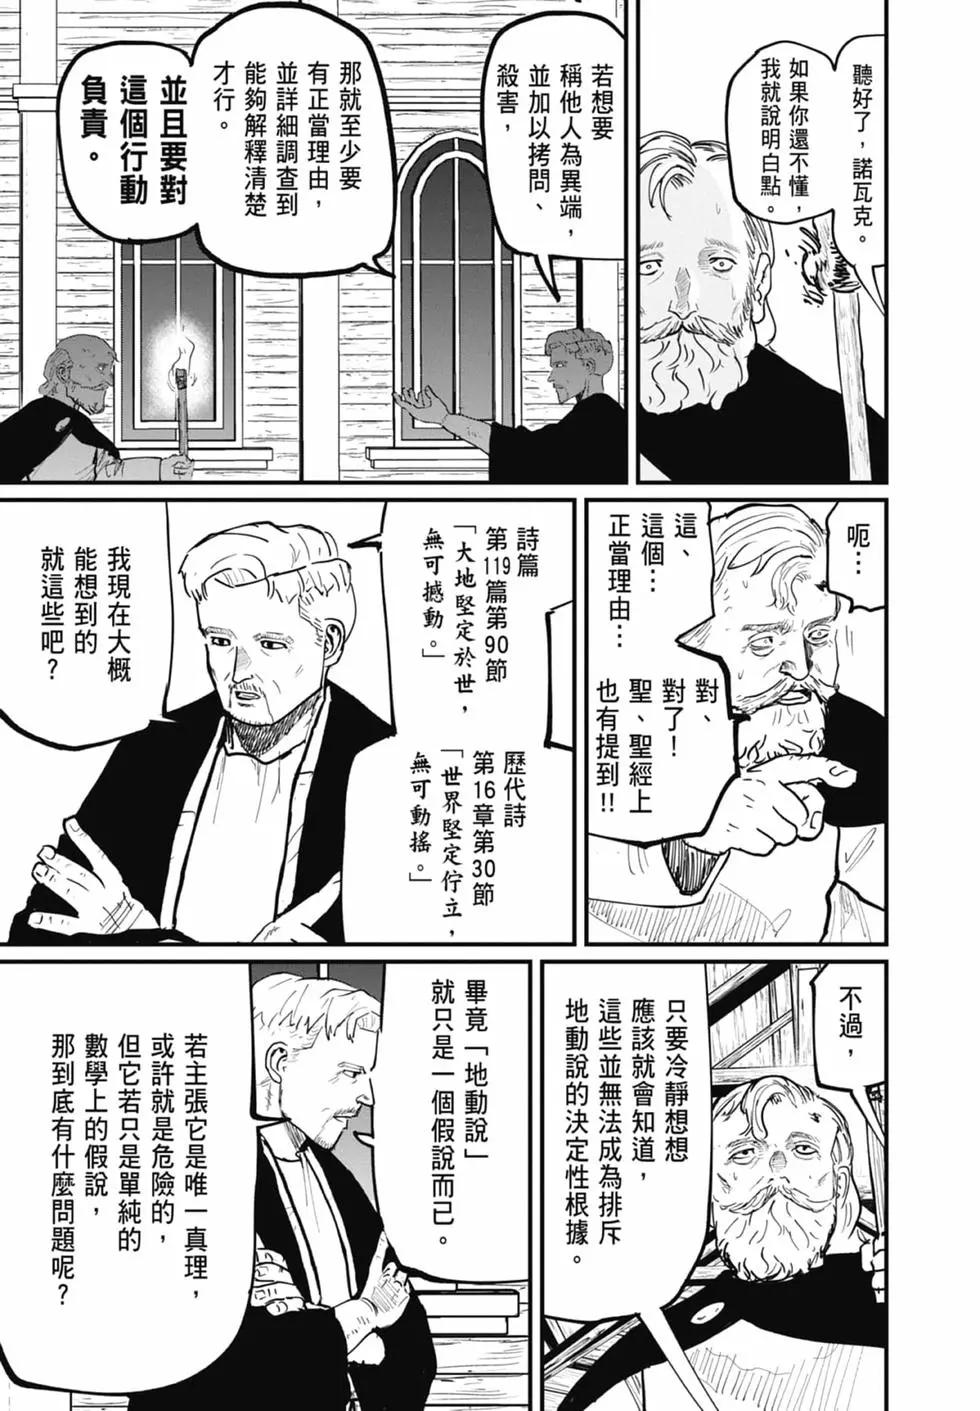 聽好了，諾瓦克。
如果你還不懂，
我就說明白點。
若想要
稱他人為異端，
並加以拷問、
殺害，
那就至少要
有正當理由，
並詳細調查到
能夠解釋清楚
才行。
並且要對
這個行動
負責。
呃…
這、
這個…
正當理由…
對、
對了！
聖、聖經上
也有提到!!
詩篇
第119篇第90節
「大地堅定於世，
無可撼動。」
歷代詩
第16章第30節
「世界堅定佇立，
無可動搖。」
我現在大概
能想到的
就這些吧？
不過，
只要冷靜想想
應該就會知道，
這些並無法成為排斥
地動說的決定性根據。
畢竟「地動說」
就只是一個假說而已。
若主張它是唯一真理，
或許就是危險的，
但它若只是單純的
數學上的假說，
那到底有什麼問題呢？